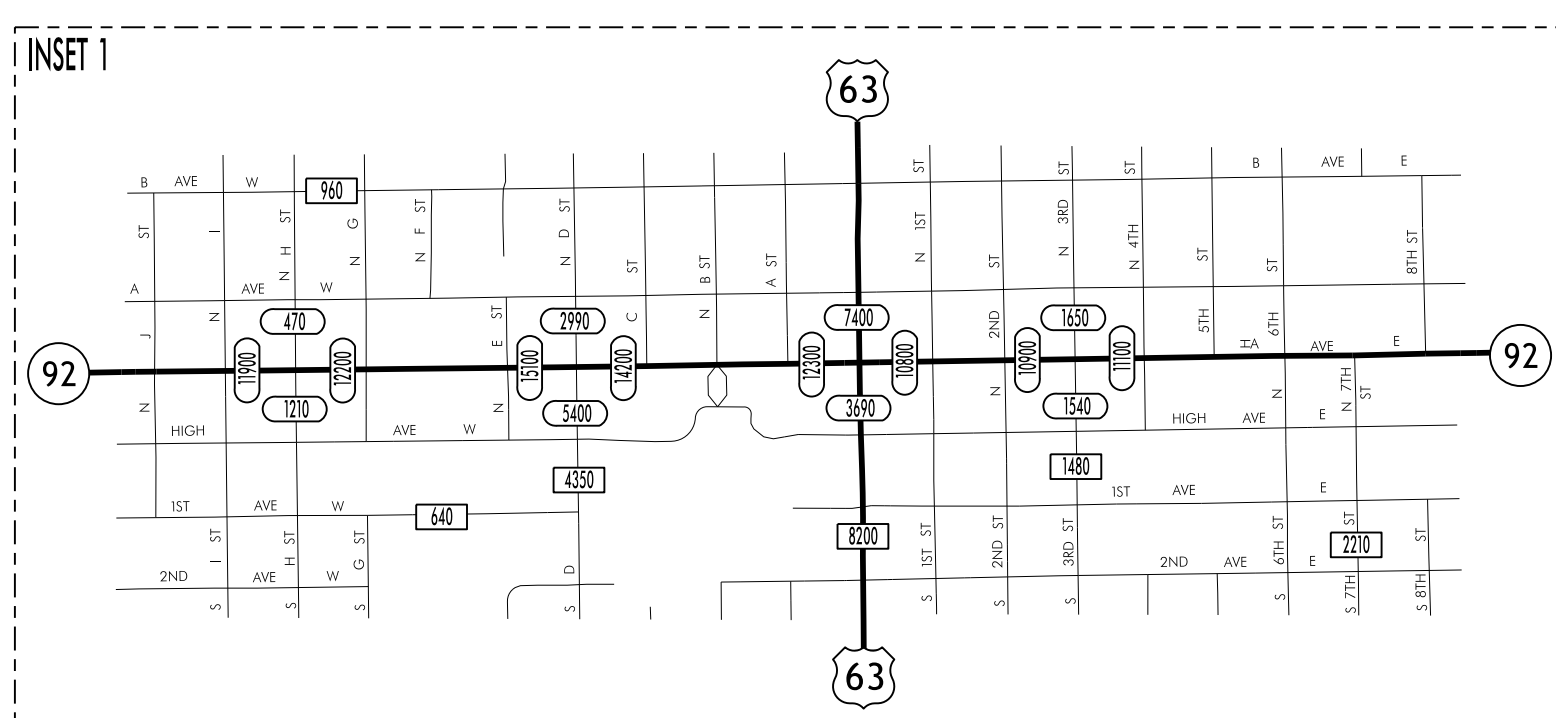 INSET 1
63
B AVE W
960
B AVE E
J ST
N I
N H ST
N G
N F ST
N D ST
C ST
N B ST
A ST
N 1ST ST
2ND ST
N 3RD ST
N 4TH ST
5TH ST
6TH ST
8TH ST
A AVE W
N E ST
470
2990
7400
1650
92
11900
12200
15100
14200
12300
10800
10900
11100
A AVE E
92
1210
5400
3690
1540
N
N
N
N 7TH ST
HIGH AVE W
HIGH AVE E
4350
1480
1ST AVE W
640
1ST AVE E
8200
2210
S I ST
S H ST
S G ST
S D
S 1ST ST
S 2ND ST
S 3RD ST
S 6TH ST
S 7TH ST
S 8TH ST
2ND AVE W
2ND AVE E
63